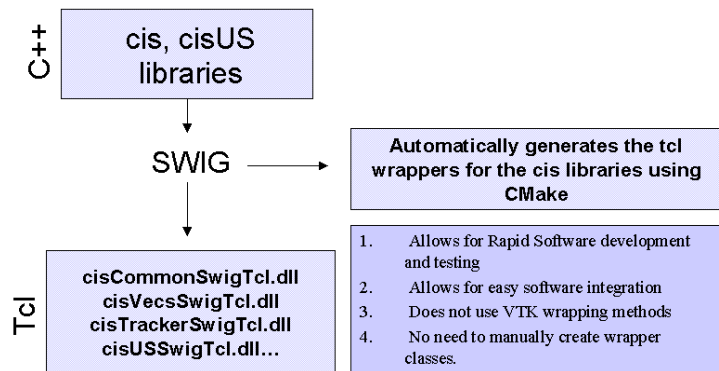 C++
cis, cisUS
libraries
SWIG
Automatically generates the tcl
wrappers for the cis libraries using
CMake
Tcl
cisCommonSwigTcl.dll
cisVecsSwigTcl.dll
cisTrackerSwigTcl.dll
cisUSSwigTcl.dll...
1. Allows for Rapid Software development
and testing
2. Allows for easy software integration
3. Does not use VTK wrapping methods
4. No need to manually create wrapper
classes.